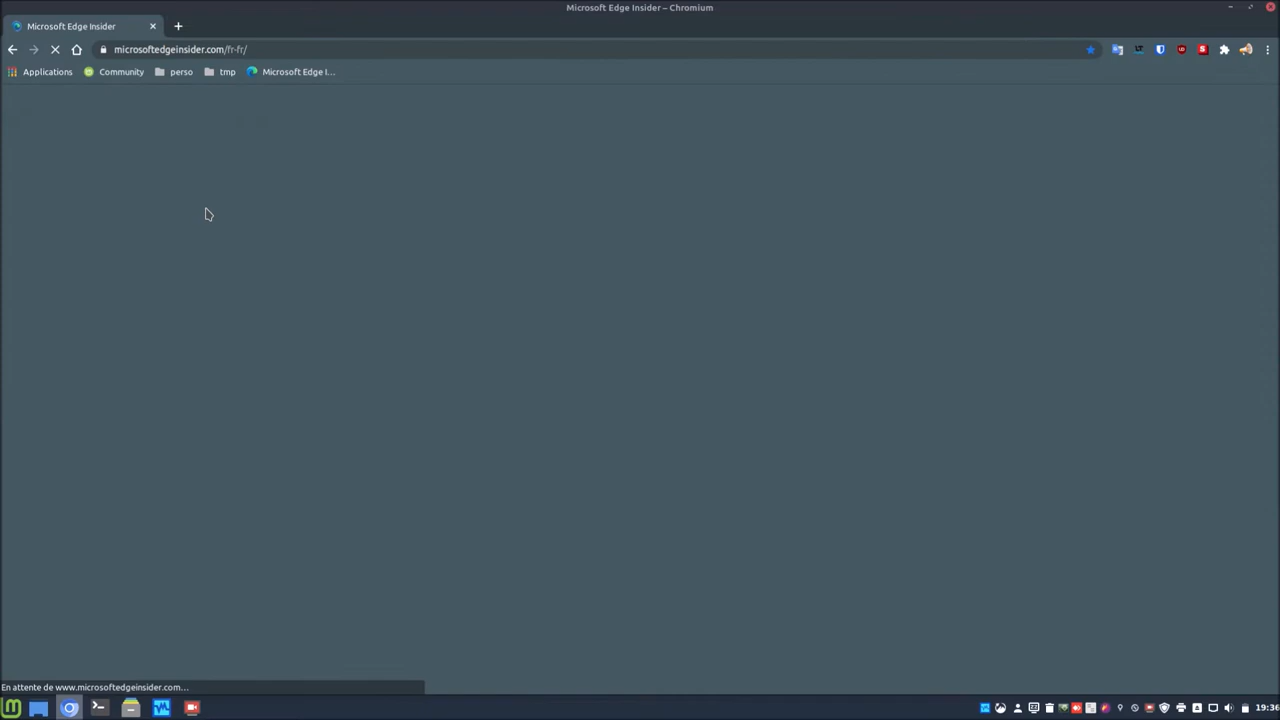 Microsoft Edge Insider – Chromium
Microsoft Edge Insider
microsoftedgeinsider.com/fr-fr/
Applications Community perso tmp Microsoft Edge I...
En attente de www.microsoftedgeinsider.com...
19:36